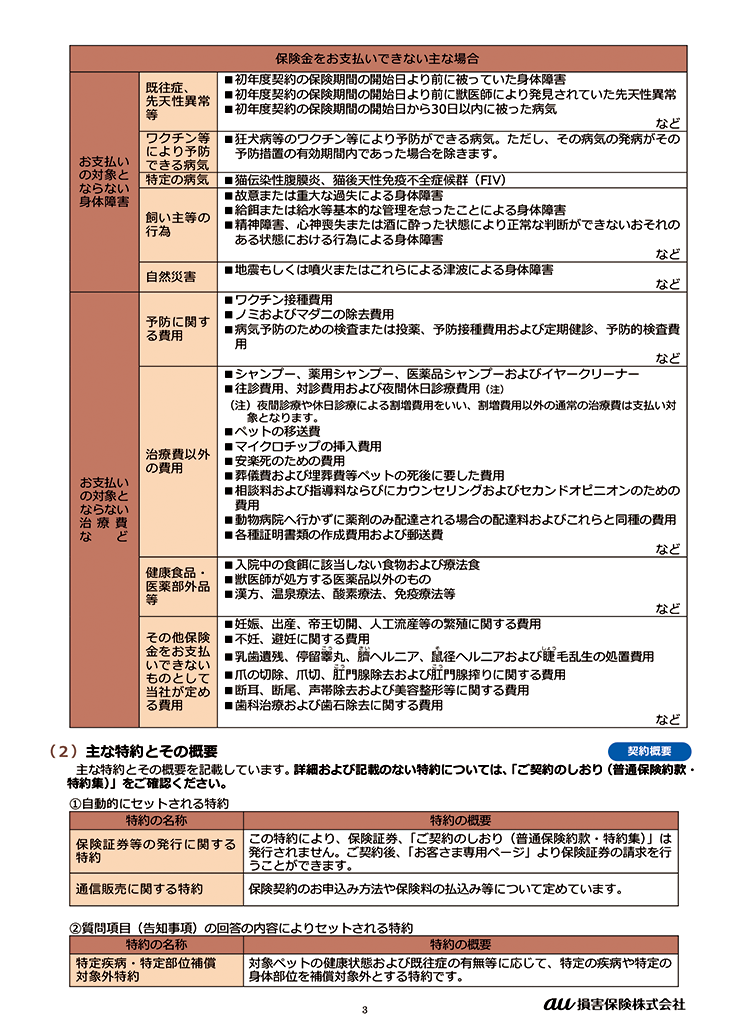 保険金をお支払いできない主な場合
お支払い
の対象と
ならない
身体障害
既往症、
先天性異常
等
■初年度契約の保険期間の開始日より前に被っていた身体障害
■初年度契約の保険期間の開始日より前に獣医師により発見されていた先天性異常
■初年度契約の保険期間の開始日から30日以内に被った病気
など
ワクチン等
により予防
できる病気
■狂犬病等のワクチン等により予防ができる病気。ただし、その病気の発病がその
予防措置の有効期間内であった場合を除きます。
特定の病気
■猫伝染性腹膜炎、猫後天性免疫不全症候群（FIV）
飼い主等の
行為
■故意または重大な過失による身体障害
■給餌または給水等基本的な管理を怠ったことによる身体障害
■精神障害、心神喪失または酒に酔った状態により正常な判断ができないおそれの
ある状態における行為による身体障害
など
自然災害
■地震もしくは噴火またはこれらによる津波による身体障害
など
お支払い
の対象と
ならない
治療費
など
予防に関す
る費用
■ワクチン接種費用
■ノミおよびマダニの除去費用
■病気予防のための検査または投薬、予防接種費用および定期健診、予防的検査費
用
など
治療費以外
の費用
■シャンプー、薬用シャンプー、医薬品シャンプーおよびイヤークリーナー
■往診費用、対診費用および夜間休日診療費用（注）
（注）夜間診療や休日診療による割増費用をいい、割増費用以外の通常の治療費は支払い対
象となります。
■ペットの移送費
■マイクロチップの挿入費用
■安楽死のための費用
■葬儀費および埋葬費等ペットの死後に要した費用
■相談料および指導料ならびにカウンセリングおよびセカンドオピニオンのための
費用
■動物病院へ行かずに薬剤のみ配達される場合の配達料およびこれらと同種の費用
■各種証明書類の作成費用および郵送費
など
健康食品・
医薬部外品
等
■入院中の食餌に該当しない食物および療法食
■獣医師が処方する医薬品以外のもの
■漢方、温泉療法、酸素療法、免疫療法等
など
その他保険
金をお支払
いできない
ものとして
当社が定め
る費用
■妊娠、出産、帝王切開、人工流産等の繁殖に関する費用
■不妊、避妊に関する費用
■乳歯遺残、停留睾丸、臍ヘルニア、鼠径ヘルニアおよび睫毛乱生の処置費用
■爪の切除、爪切、肛門腺除去および肛門腺搾りに関する費用
■断耳、断尾、声帯除去および美容整形等に関する費用
■歯科治療および歯石除去に関する費用
など
（２）主な特約とその概要
契約概要
主な特約とその概要を記載しています。詳細および記載のない特約については、「ご契約のしおり（普通保険約款・
特約集）」をご確認ください。
①自動的にセットされる特約
特約の名称 特約の概要
保険証券等の発行に関する
特約
この特約により、保険証券、「ご契約のしおり（普通保険約款・特約集）」は
発行されません。ご契約後、「お客さま専用ページ」より保険証券の請求を行
うことができます。
通信販売に関する特約
保険契約のお申込み方法や保険料の払込み等について定めています。
②質問項目（告知事項）の回答の内容によりセットされる特約
特約の名称 特約の概要
特定疾病・特定部位補償
対象外特約
対象ペットの健康状態および既往症の有無等に応じて、特定の疾病や特定の
身体部位を補償対象外とする特約です。
3
au 損害保険株式会社